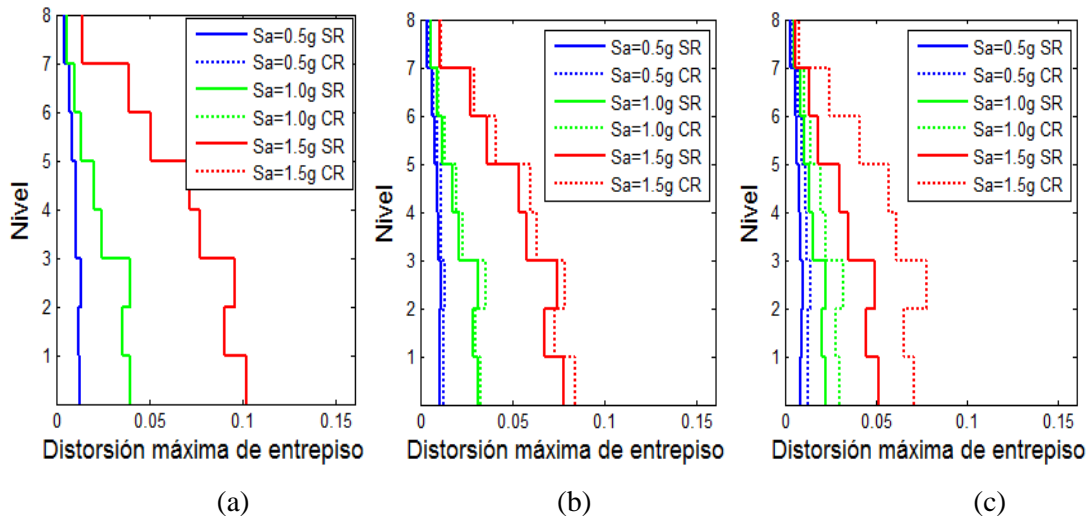 8
7
6
5
4
3
2
1
Nivel
0
0.05
0.1
0.15
Distorsión máxima de entrepiso
Sa=0.5g SR
Sa=0.5g CR
Sa=1.0g SR
Sa=1.0g CR
Sa=1.5g SR
Sa=1.5g CR
(a)
8
7
6
5
4
3
2
1
Nivel
0
0.05
0.1
0.15
Distorsión máxima de entrepiso
Sa=0.5g SR
Sa=0.5g CR
Sa=1.0g SR
Sa=1.0g CR
Sa=1.5g SR
Sa=1.5g CR
(b)
8
7
6
5
4
3
2
1
Nivel
0
0.05
0.1
0.15
Distorsión máxima de entrepiso
Sa=0.5g SR
Sa=0.5g CR
Sa=1.0g SR
Sa=1.0g CR
Sa=1.5g SR
Sa=1.5g CR
(c)